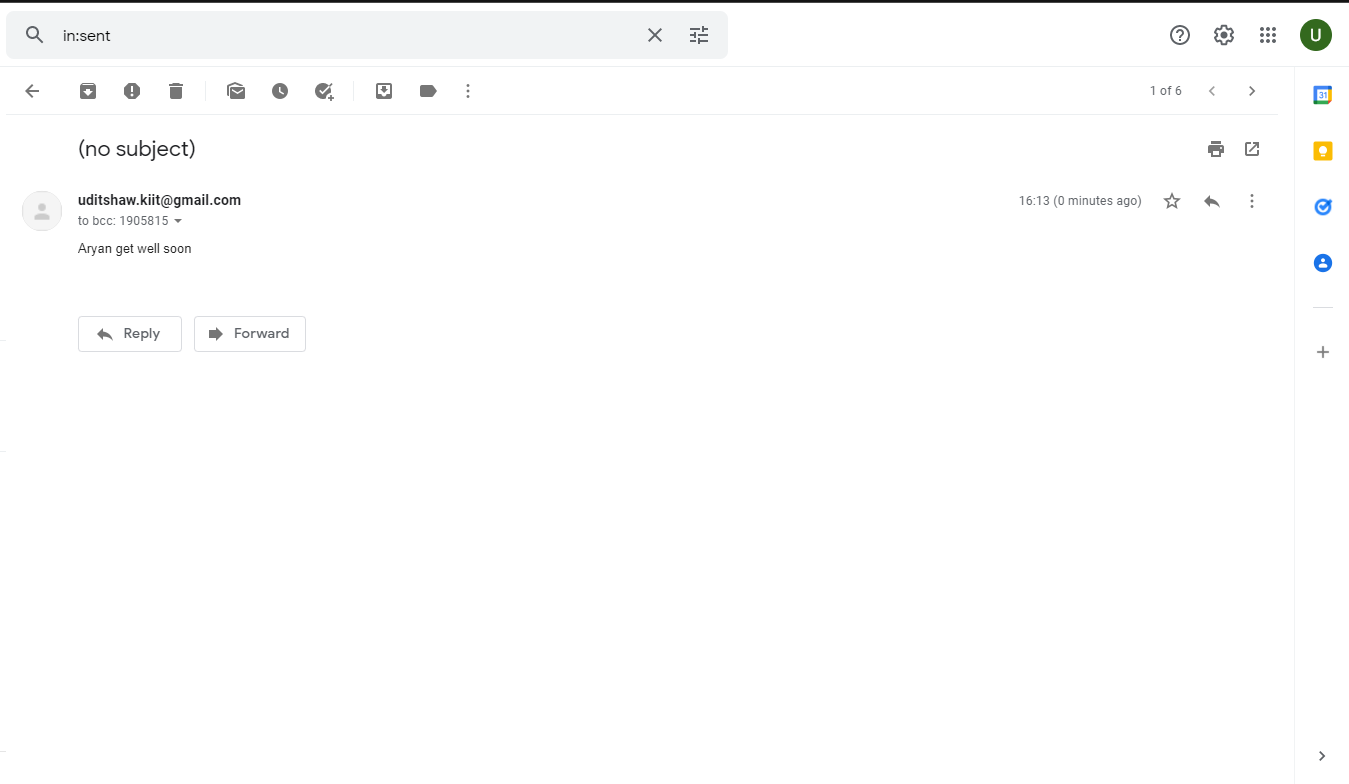 in:sent
U
1 of 6
31
(no subject)
uditshaw.kiit@gmail.com
16:13 (0 minutes ago)
to bcc: 1905815
Aryan get well soon
Reply
Forward